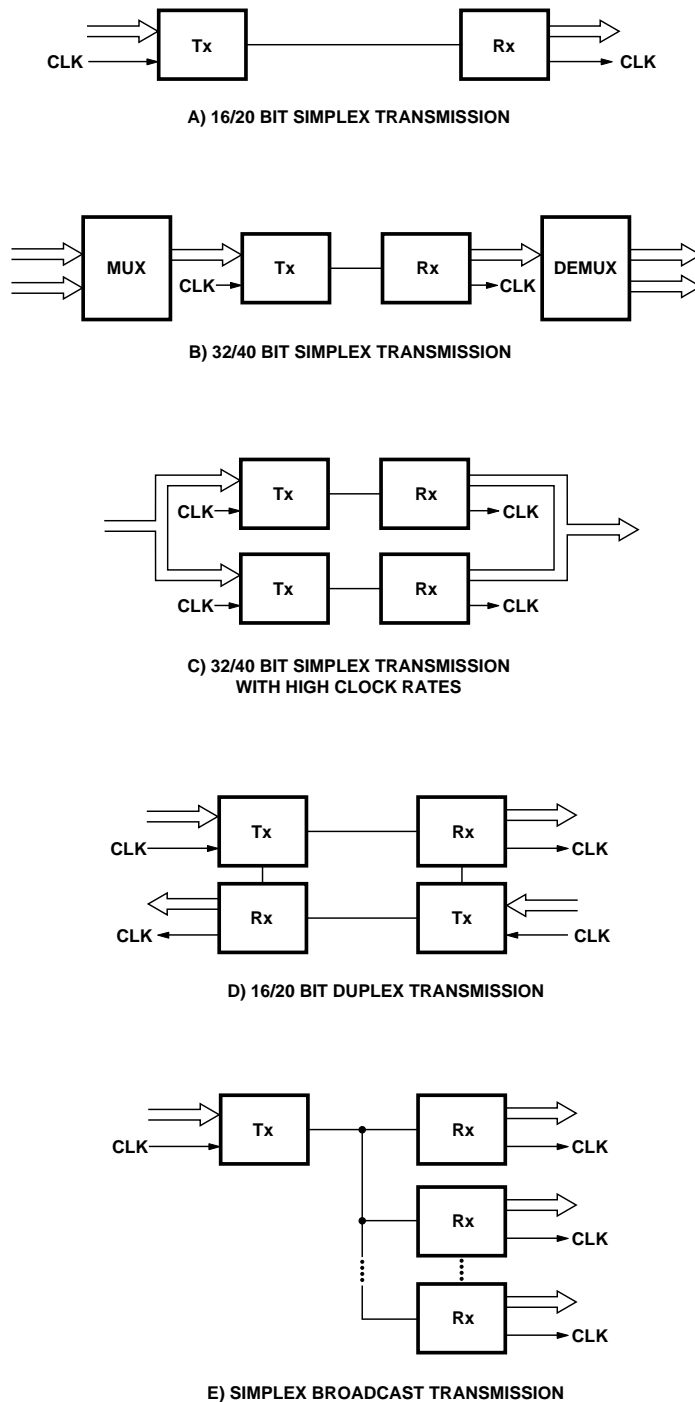 Tx
Rx
CLK
CLK
A) 16/20 BIT SIMPLEX TRANSMISSION
MUX
Tx
Rx
DEMUX
CLK
CLK
B) 32/40 BIT SIMPLEX TRANSMISSION
Tx
Rx
CLK
CLK
Tx
Rx
CLK
CLK
C) 32/40 BIT SIMPLEX TRANSMISSION
WITH HIGH CLOCK RATES
Tx
Rx
CLK
CLK
Rx
Tx
CLK
CLK
D) 16/20 BIT DUPLEX TRANSMISSION
Tx
Rx
CLK
CLK
Rx
CLK
Rx
CLK
E) SIMPLEX BROADCAST TRANSMISSION